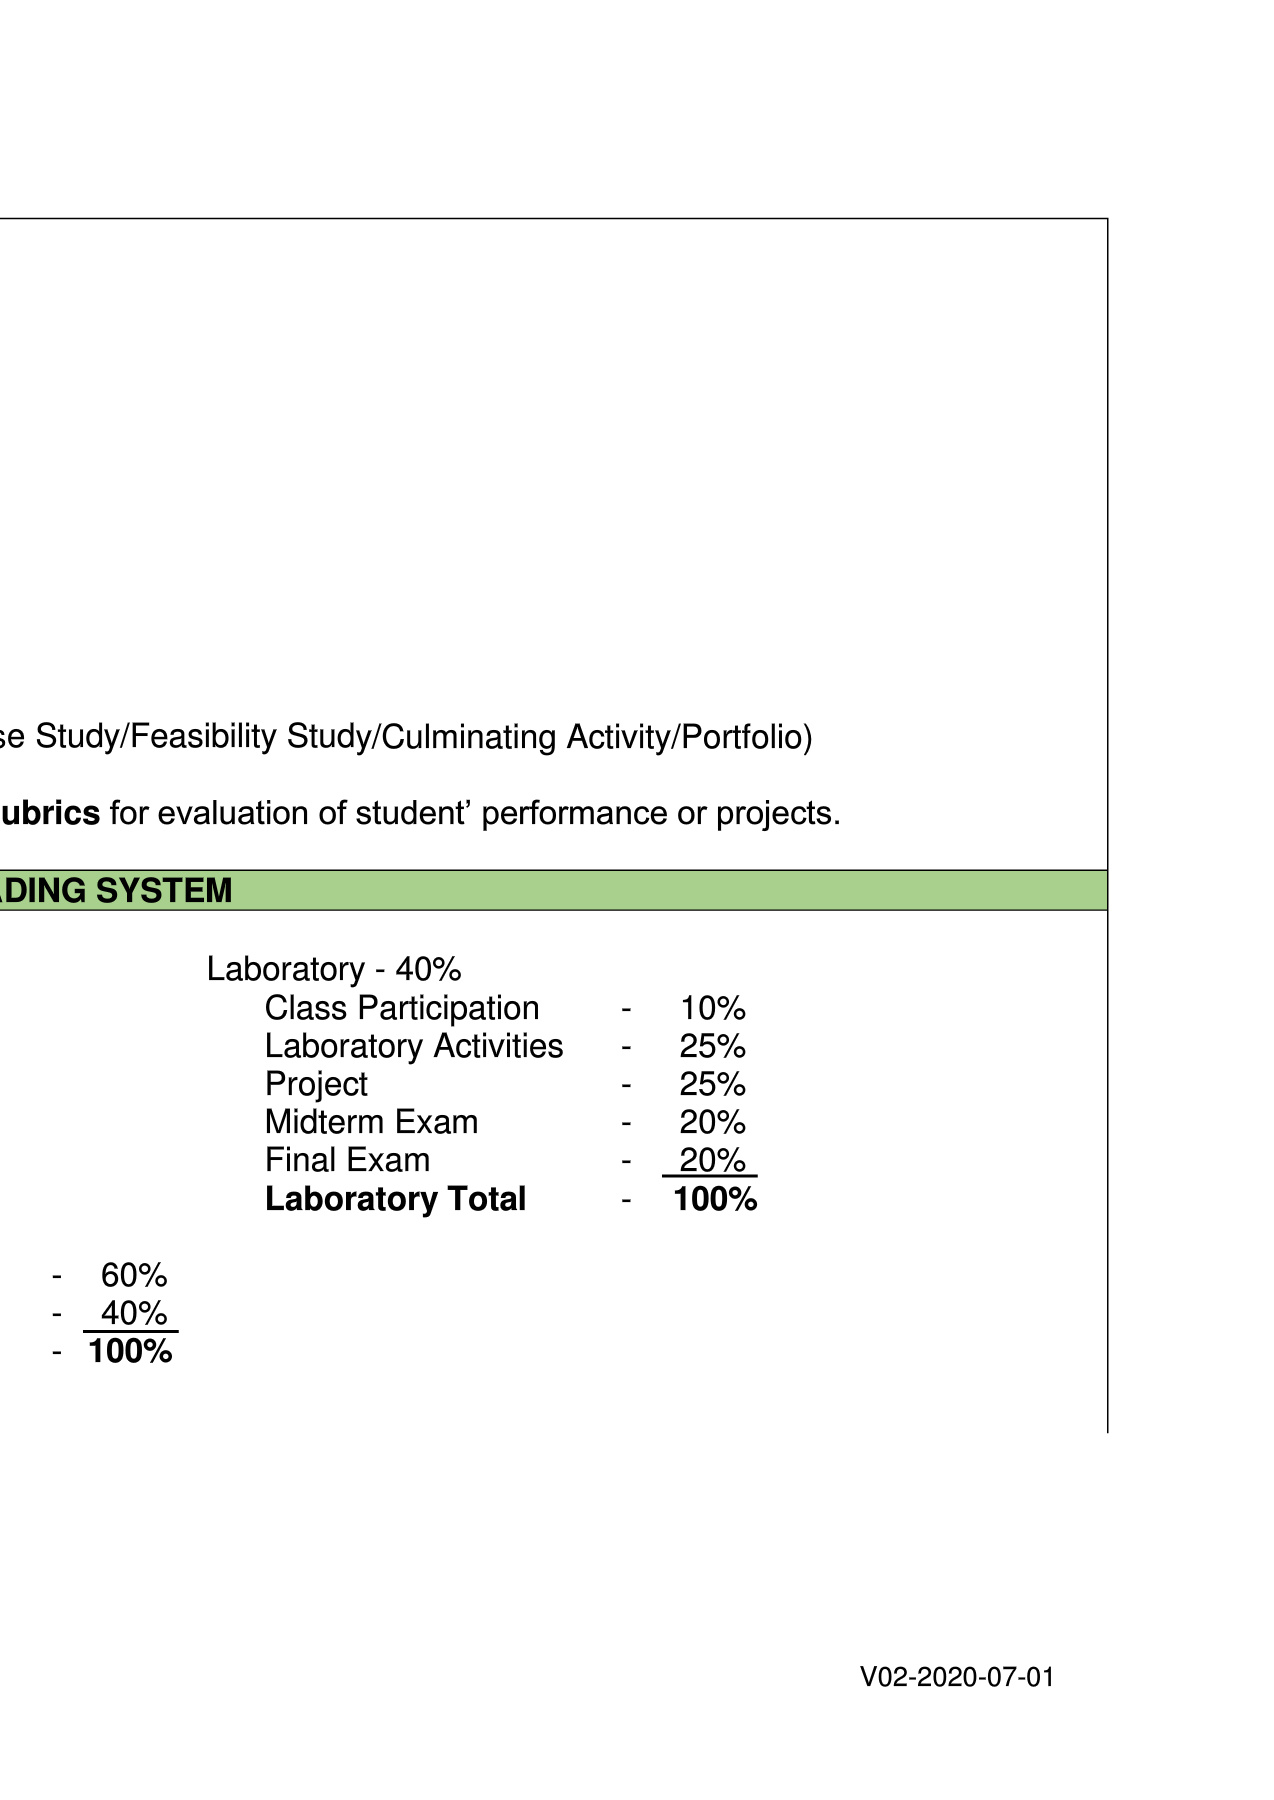 se Study/Feasibility Study/Culminating Activity/Portfolio)
ubrics for evaluation of student’ performance or projects.
ADING SYSTEM
Laboratory - 40%
Class Participation - 10%
Laboratory Activities - 25%
Project - 25%
Midterm Exam - 20%
Final Exam - 20%
Laboratory Total - 100%
- 60%
- 40%
- 100%
V02-2020-07-01